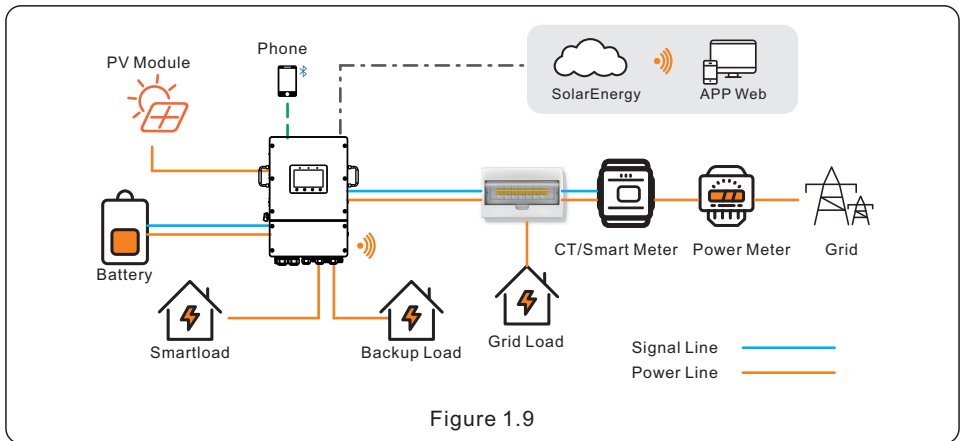 Phone
PV Module
SolarEnergy
APP Web
Battery
CT/Smart Meter
Power Meter
Grid
Smartload
Backup Load
Grid Load
Signal Line
Power Line
Figure 1.9